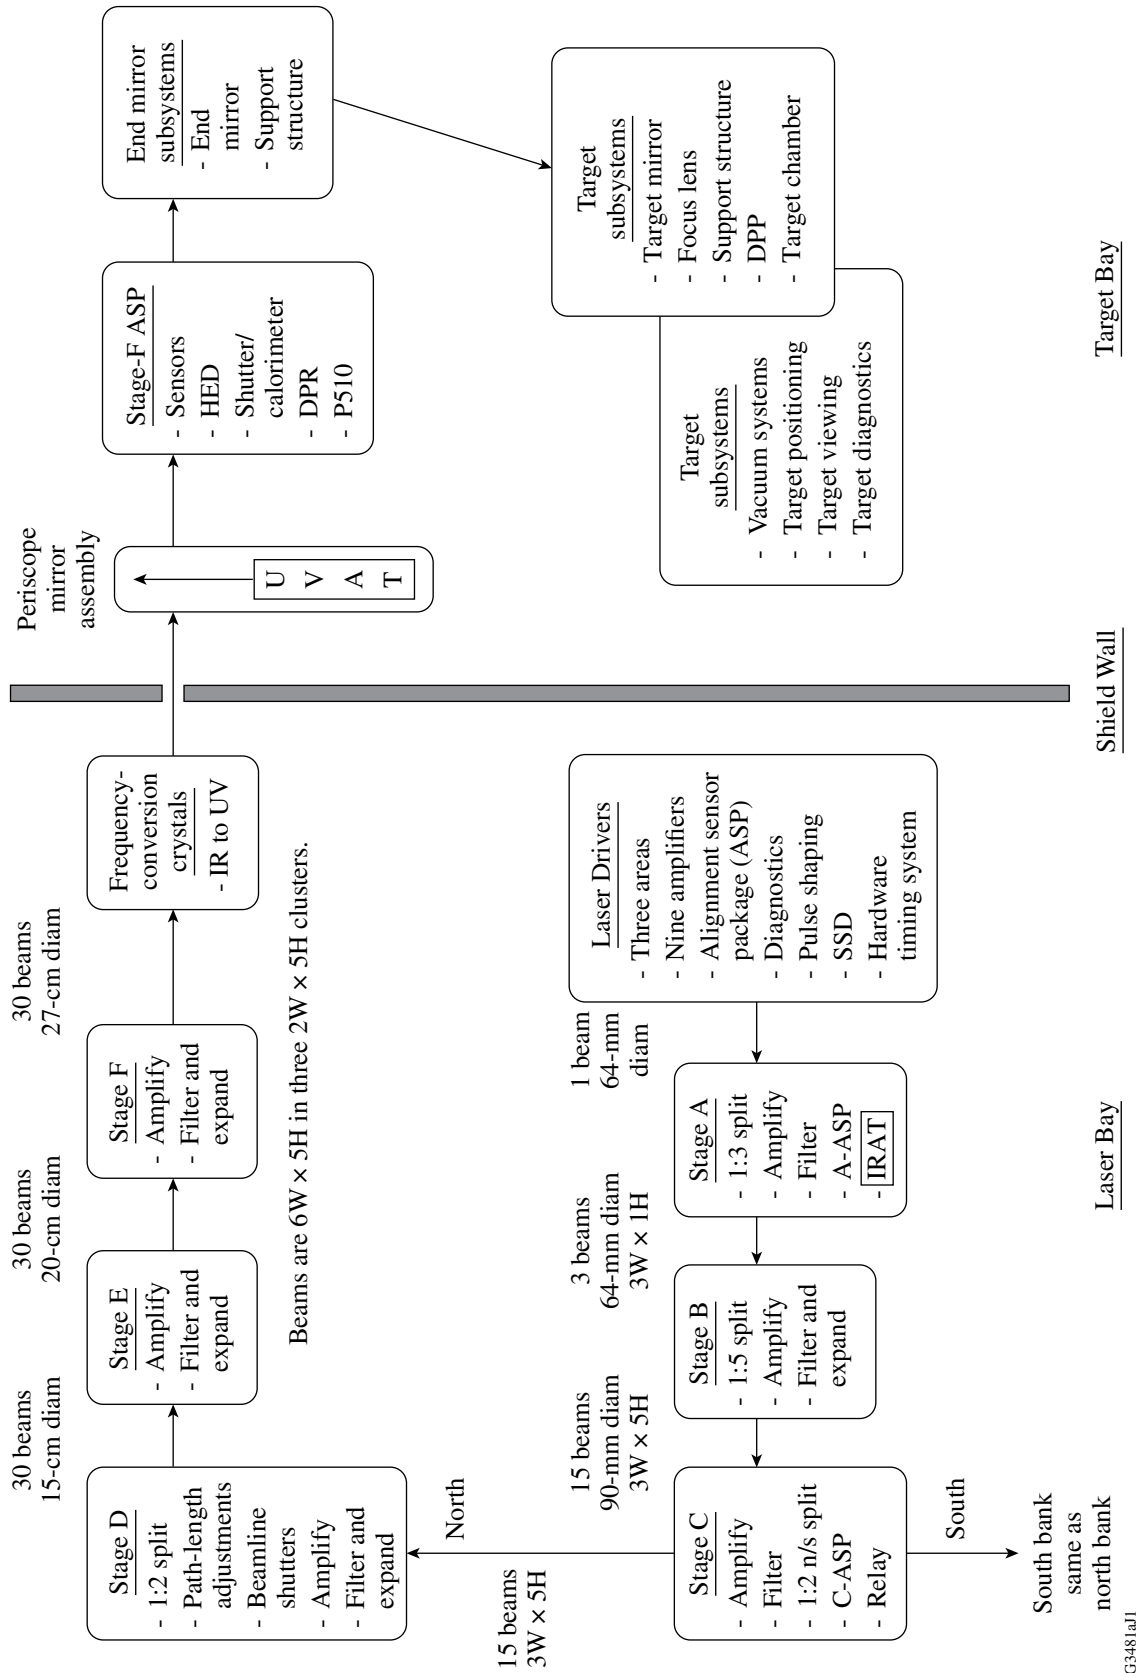 30 beams
15-cm diam
30 beams
20-cm diam
30 beams
27-cm diam
Periscope
mirror
assembly
Stage D
- 1:2 split
- Path-length
adjustments
- Beamline
shutters
- Amplify
- Filter and
expand
Stage E
- Amplify
- Filter and
expand
Stage F
- Amplify
- Filter and
expand
Frequency-
conversion
crystals
- IR to UV
U
V
A
T
Stage-F ASP
- Sensors
- HED
- Shutter/
calorimeter
- DPR
- P510
End mirror
subsystems
- End
mirror
- Support
structure
Beams are 6W × 5H in three 2W × 5H clusters.
North
15 beams
3W × 5H
15 beams
90-mm diam
3W × 5H
3 beams
64-mm diam
3W × 1H
1 beam
64-mm
diam
Stage C
- Amplify
- Filter
- 1:2 n/s split
- C-ASP
- Relay
Stage B
- 1:5 split
- Amplify
- Filter and
expand
Stage A
- 1:3 split
- Amplify
- Filter
- A-ASP
- IRAT
Laser Drivers
- Three areas
- Nine amplifiers
- Alignment sensor
package (ASP)
- Diagnostics
- Pulse shaping
- SSD
- Hardware
timing system
Target
subsystems
- Target mirror
- Focus lens
- Support structure
- DPP
- Target chamber
Target
subsystems
- Vacuum systems
- Target positioning
- Target viewing
- Target diagnostics
South
South bank
same as
north bank
Laser Bay
Shield Wall
Target Bay
G3481aJ1